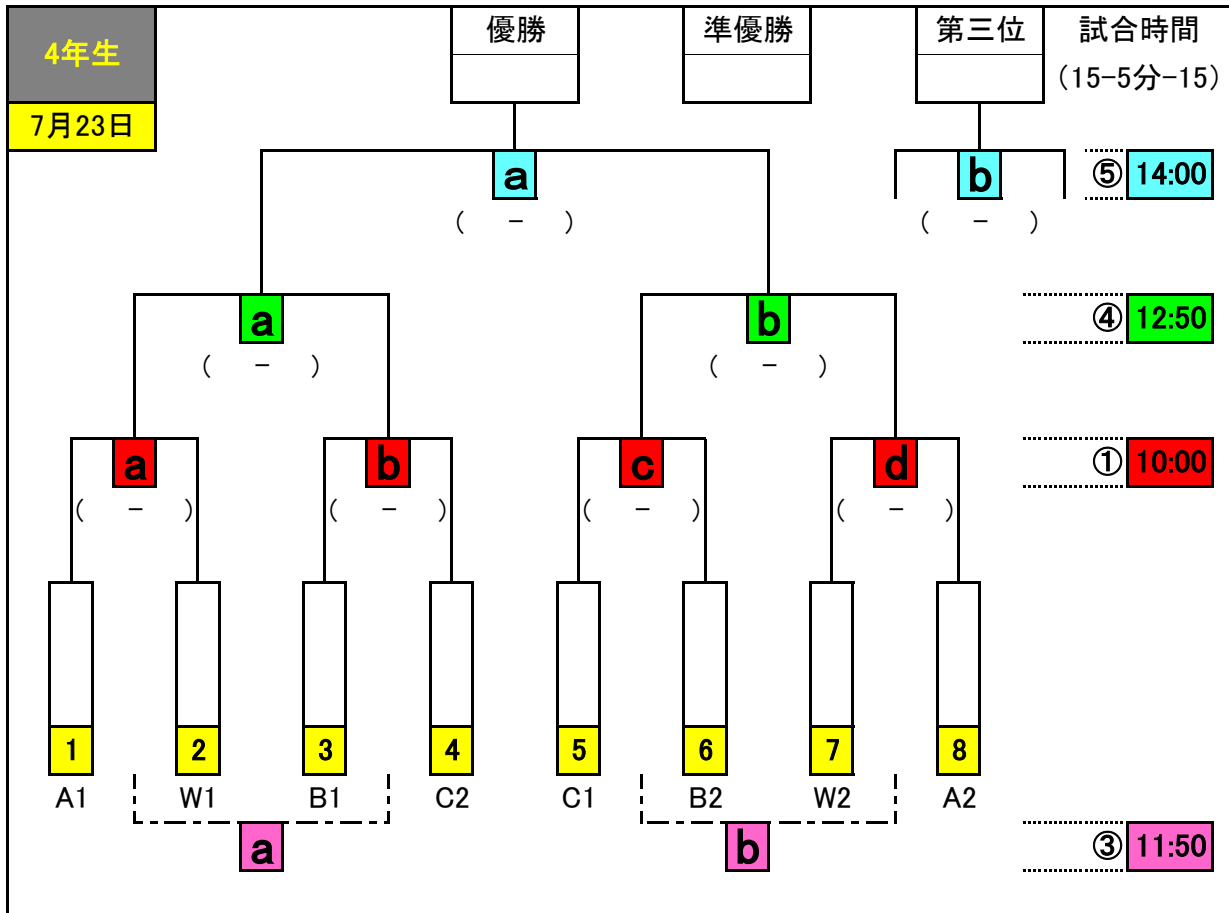 4年生
優勝
準優勝
第三位
試合時間
(15-5分-15)
7月23日
a
b
⑤ 14:00
( - )
( - )
a
b
④ 12:50
( - )
( - )
a
b
c
d
① 10:00
( - )
( - )
( - )
( - )
1 2 3 4 5 6 7 8
A1 W1 B1 C2 C1 B2 W2 A2
a
b
③ 11:50